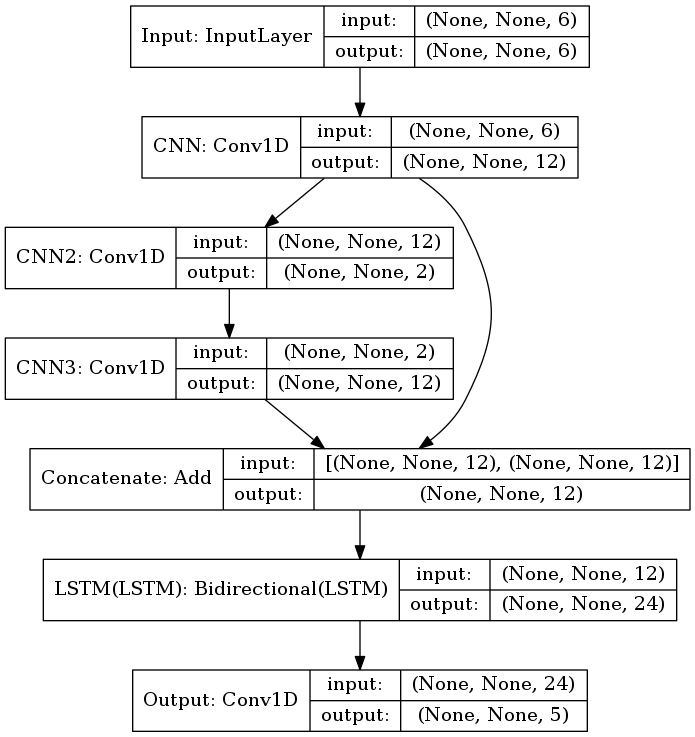 Input: InputLayer
input: (None, None, 6)
output: (None, None, 6)
CNN: Conv1D
input: (None, None, 6)
output: (None, None, 12)
CNN2: Conv1D
input: (None, None, 12)
output: (None, None, 2)
CNN3: Conv1D
input: (None, None, 2)
output: (None, None, 12)
Concatenate: Add
input: [(None, None, 12), (None, None, 12)]
output: (None, None, 12)
LSTM(LSTM): Bidirectional(LSTM)
input: (None, None, 12)
output: (None, None, 24)
Output: Conv1D
input: (None, None, 24)
output: (None, None, 5)